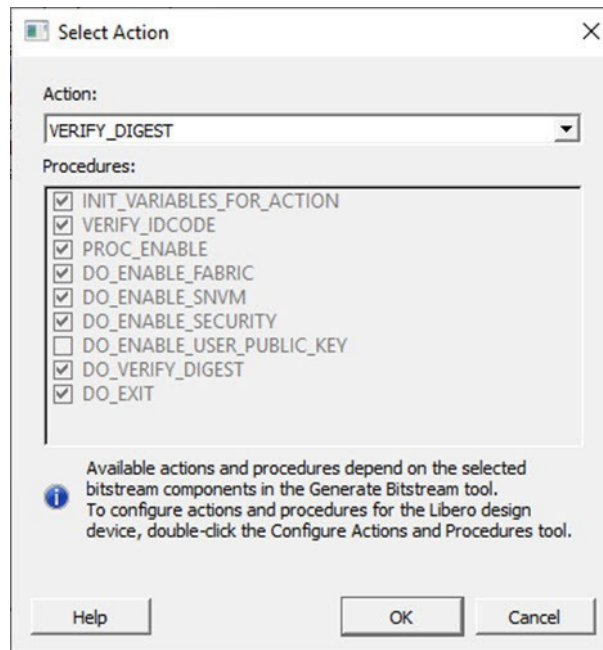 Select Action
Action:
VERIFY_DIGEST
Procedures:
INIT_VARIABLES_FOR_ACTION
VERIFY_IDCODE
PROC_ENABLE
DO_ENABLE_FABRIC
DO_ENABLE_SNVM
DO_ENABLE_SECURITY
DO_ENABLE_USER_PUBLIC_KEY
DO_VERIFY_DIGEST
DO_EXIT
Available actions and procedures depend on the selected
bitstream components in the Generate Bitstream tool.
To configure actions and procedures for the Libero design
device, double-click the Configure Actions and Procedures tool.
Help OK Cancel